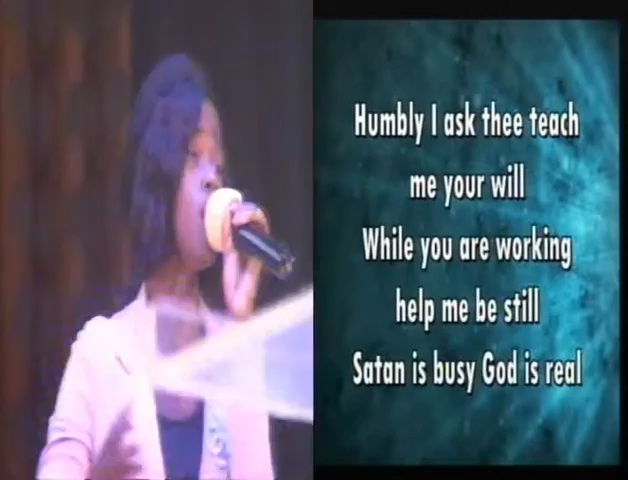 Humbly I ask thee teach
me your will
While you are working
help me be still
Satan is busy God is real